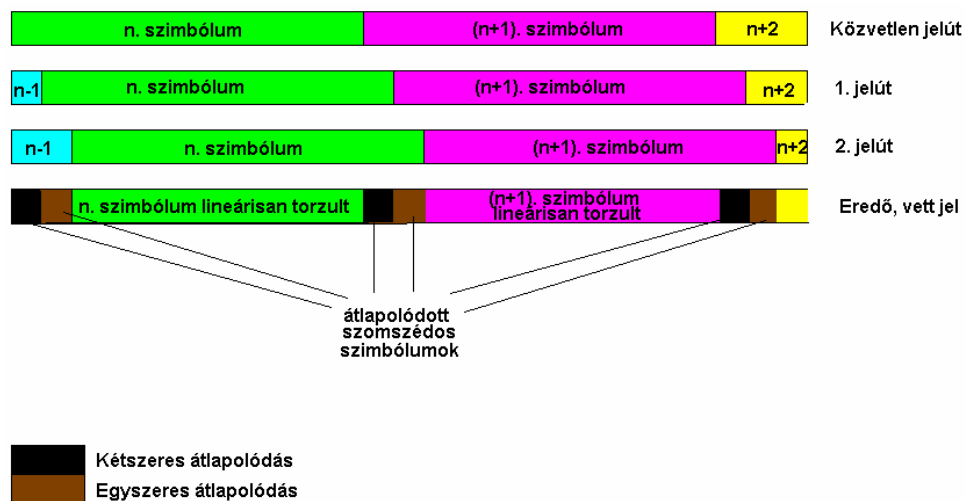 n. szimbólum (n+1). szimbólum n+2 Közvetlen jelút
n-1 n. szimbólum (n+1). szimbólum n+2 1. jelút
n-1 n. szimbólum (n+1). szimbólum n+2 2. jelút
n. szimbólum lineárisan torzult (n+1). szimbólum Eredő, vett jel
lineárisan torzult
átlapolódott
szomszédos
szimbólumok
Kétszeres átlapolódás
Egyszeres átlapolódás